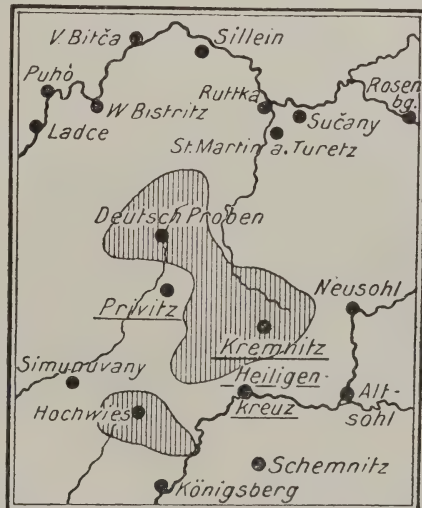 V. Bitča
Sillein
Puhó
W Bistritz
Ruttka
Rosen
bg.
Ladce
Sučany
St. Martin a. Turetz
Deutsch Proben
Privitz
Neusohl
Kremnitz
Simunuvany
Heiligen-
kreuz
Alt-
sohl
Hochwies
Schemnitz
Königsberg